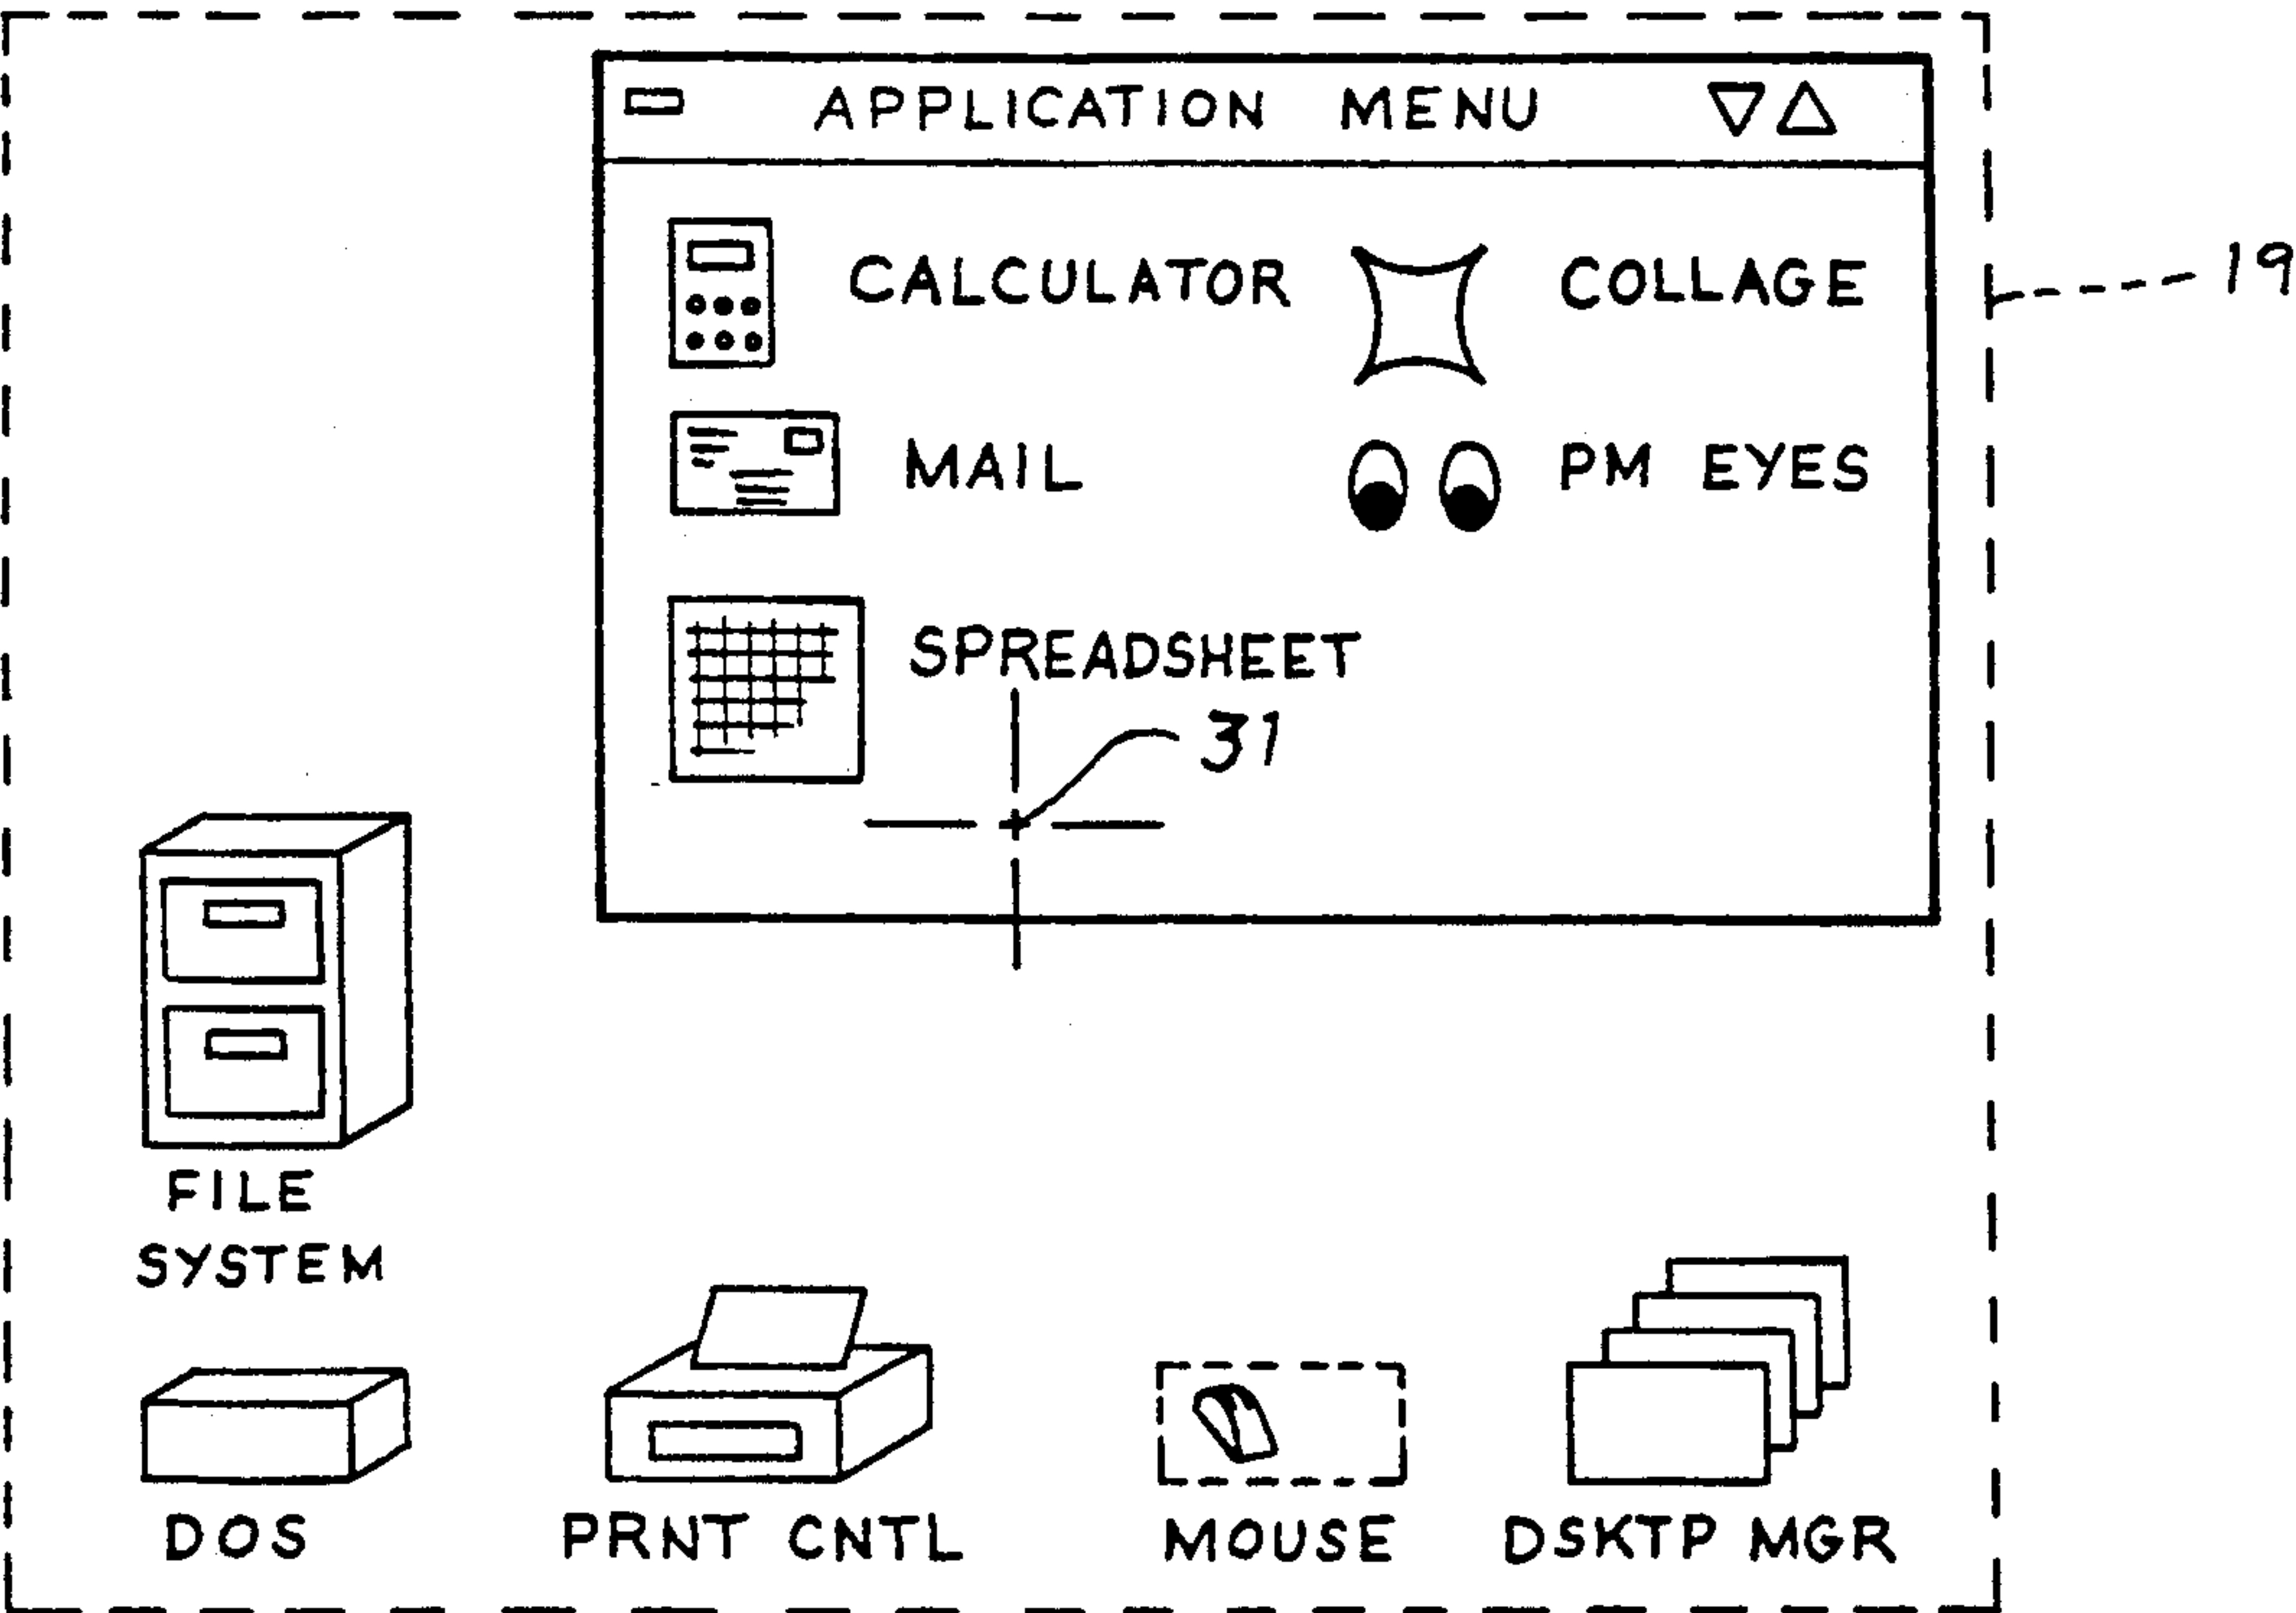 APPLICATION MENU
CALCULATOR
COLLAGE
19
MAIL
PM EYES
SPREADSHEET
31
FILE
SYSTEM
DOS
PRNT CNTL
MOUSE
DSKTP MGR